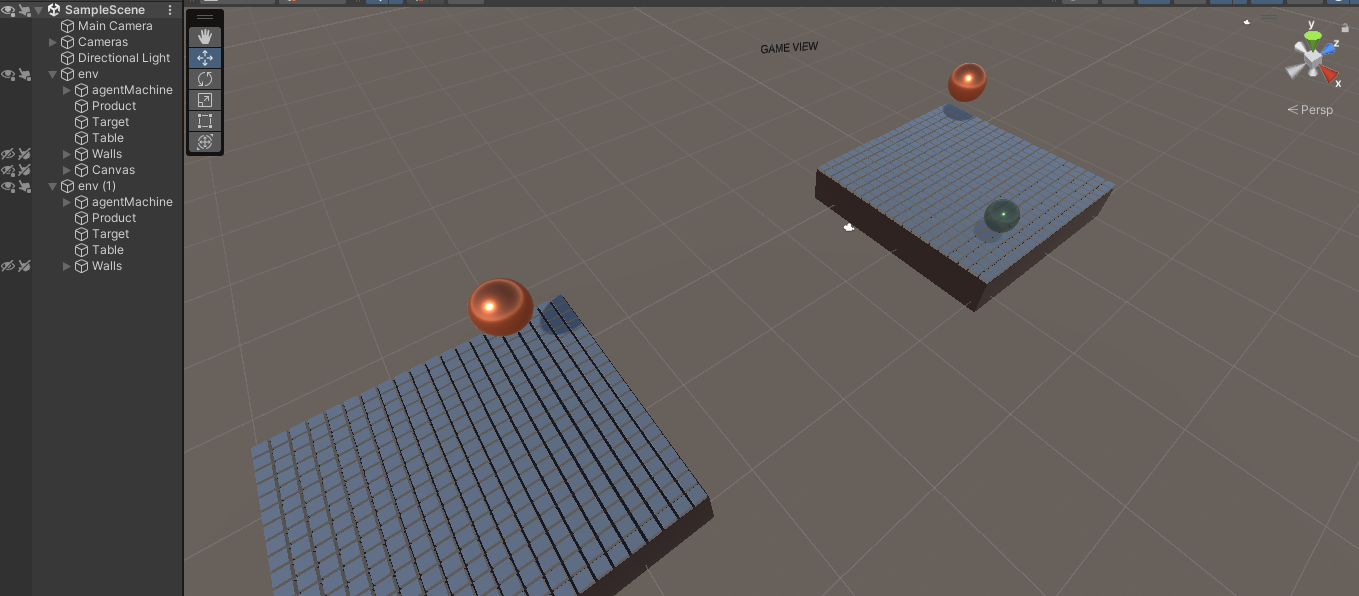 SampleScene
Main Camera
Cameras
Directional Light
env
agentMachine
Product
Target
Table
Walls
Canvas
env (1)
agentMachine
Product
Target
Table
Walls
GAME VIEW
y
z
x
Persp